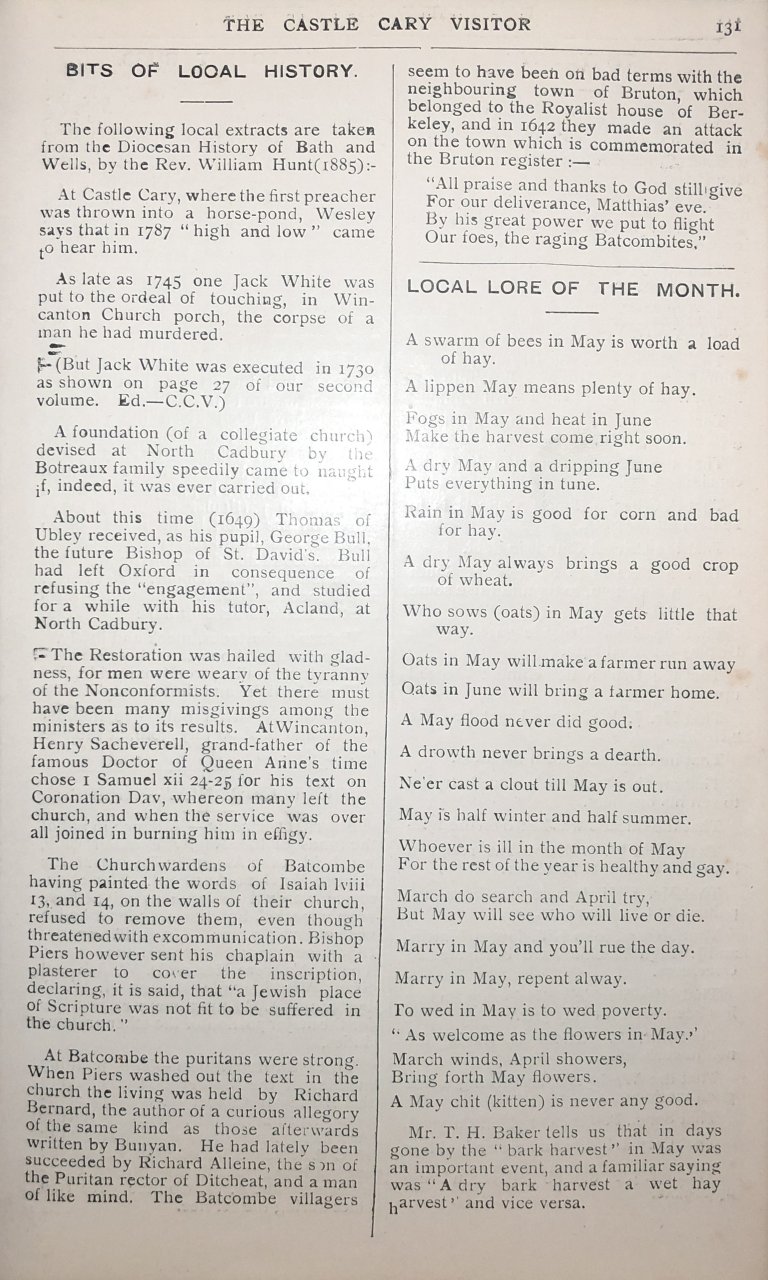 THE CASTLE CARY VISITOR 131
BITS OF LOCAL HISTORY.
The following local extracts are taken
from the Diocesan History of Bath and
Wells, by the Rev. William Hunt(1885):-
At Castle Cary, where the first preacher
was thrown into a horse-pond, Wesley
says that in 1787 "high and low" came
to hear him.
As late as 1745 one Jack White was
put to the ordeal of touching, in Win-
canton Church porch, the corpse of a
man he had murdered.
(But Jack White was executed in 1730
as shown on page 27 of our second
volume. Ed.—C.C.V.)
A foundation (of a collegiate church)
devised at North Cadbury by the
Botreaux family speedily came to naught
if, indeed, it was ever carried out.
About this time (1649) Thomas of
Ubley received, as his pupil, George Bull,
the future Bishop of St. David's. Bull
had left Oxford in consequence of
refusing the "engagement", and studied
for a while with his tutor, Acland, at
North Cadbury.
The Restoration was hailed with glad-
ness, for men were weary of the tyranny
of the Nonconformists. Yet there must
have been many misgivings among the
ministers as to its results. At Wincanton,
Henry Sacheverell, grand-father of the
famous Doctor of Queen Anne's time
chose 1 Samuel xii 24-25 for his text on
Coronation Day, whereon many left the
church, and when the service was over
all joined in burning him in effigy.
The Churchwardens of Batcombe
having painted the words of Isaiah lviii
13, and 14, on the walls of their church,
refused to remove them, even though
threatened with excommunication. Bishop
Piers however sent his chaplain with a
plasterer to cover the inscription,
declaring, it is said, that "a Jewish place
of Scripture was not fit to be suffered in
the church."
At Batcombe the puritans were strong.
When Piers washed out the text in the
church the living was held by Richard
Bernard, the author of a curious allegory
of the same kind as those afterwards
written by Bunyan. He had lately been
succeeded by Richard Alleine, the son of
the Puritan rector of Ditcheat, and a man
of like mind. The Batcombe villagers
seem to have been on bad terms with the
neighbouring town of Bruton, which
belonged to the Royalist house of Ber-
keley, and in 1642 they made an attack
on the town which is commemorated in
the Bruton register :—
"All praise and thanks to God still give
For our deliverance, Matthias' eve.
By his great power we put to flight
Our foes, the raging Batcombites."
LOCAL LORE OF THE MONTH.
A swarm of bees in May is worth a load
of hay.
A lippen May means plenty of hay.
Fogs in May and heat in June
Make the harvest come right soon.
A dry May and a dripping June
Puts everything in tune.
Rain in May is good for corn and bad
for hay.
A dry May always brings a good crop
of wheat.
Who sows (oats) in May gets little that
way.
Oats in May will make a farmer run away
Oats in June will bring a farmer home.
A May flood never did good.
A drowth never brings a dearth.
Ne'er cast a clout till May is out.
May is half winter and half summer.
Whoever is ill in the month of May
For the rest of the year is healthy and gay.
March do search and April try,
But May will see who will live or die.
Marry in May and you'll rue the day.
Marry in May, repent alway.
To wed in May is to wed poverty.
"As welcome as the flowers in May."
March winds, April showers,
Bring forth May flowers.
A May chit (kitten) is never any good.
Mr. T. H. Baker tells us that in days
gone by the "bark harvest" in May was
an important event, and a familiar saying
was "A dry bark harvest a wet hay
harvest" and vice versa.